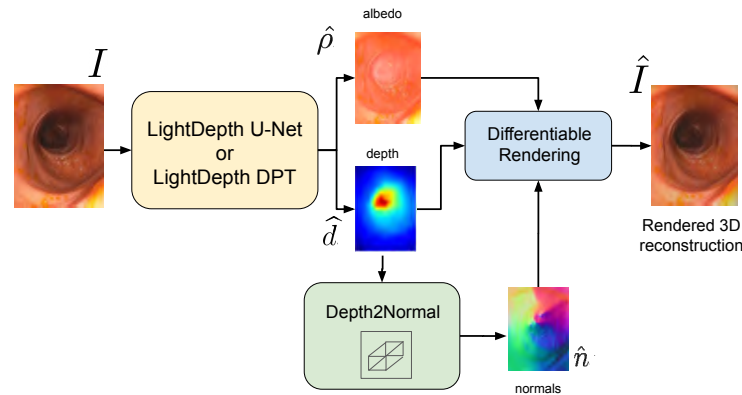 I
LightDepth U-Net
or
LightDepth DPT
albedo
ρ̂
depth
d̂
Depth2Normal
Differentiable
Rendering
normals
n̂
Î
Rendered 3D
reconstruction